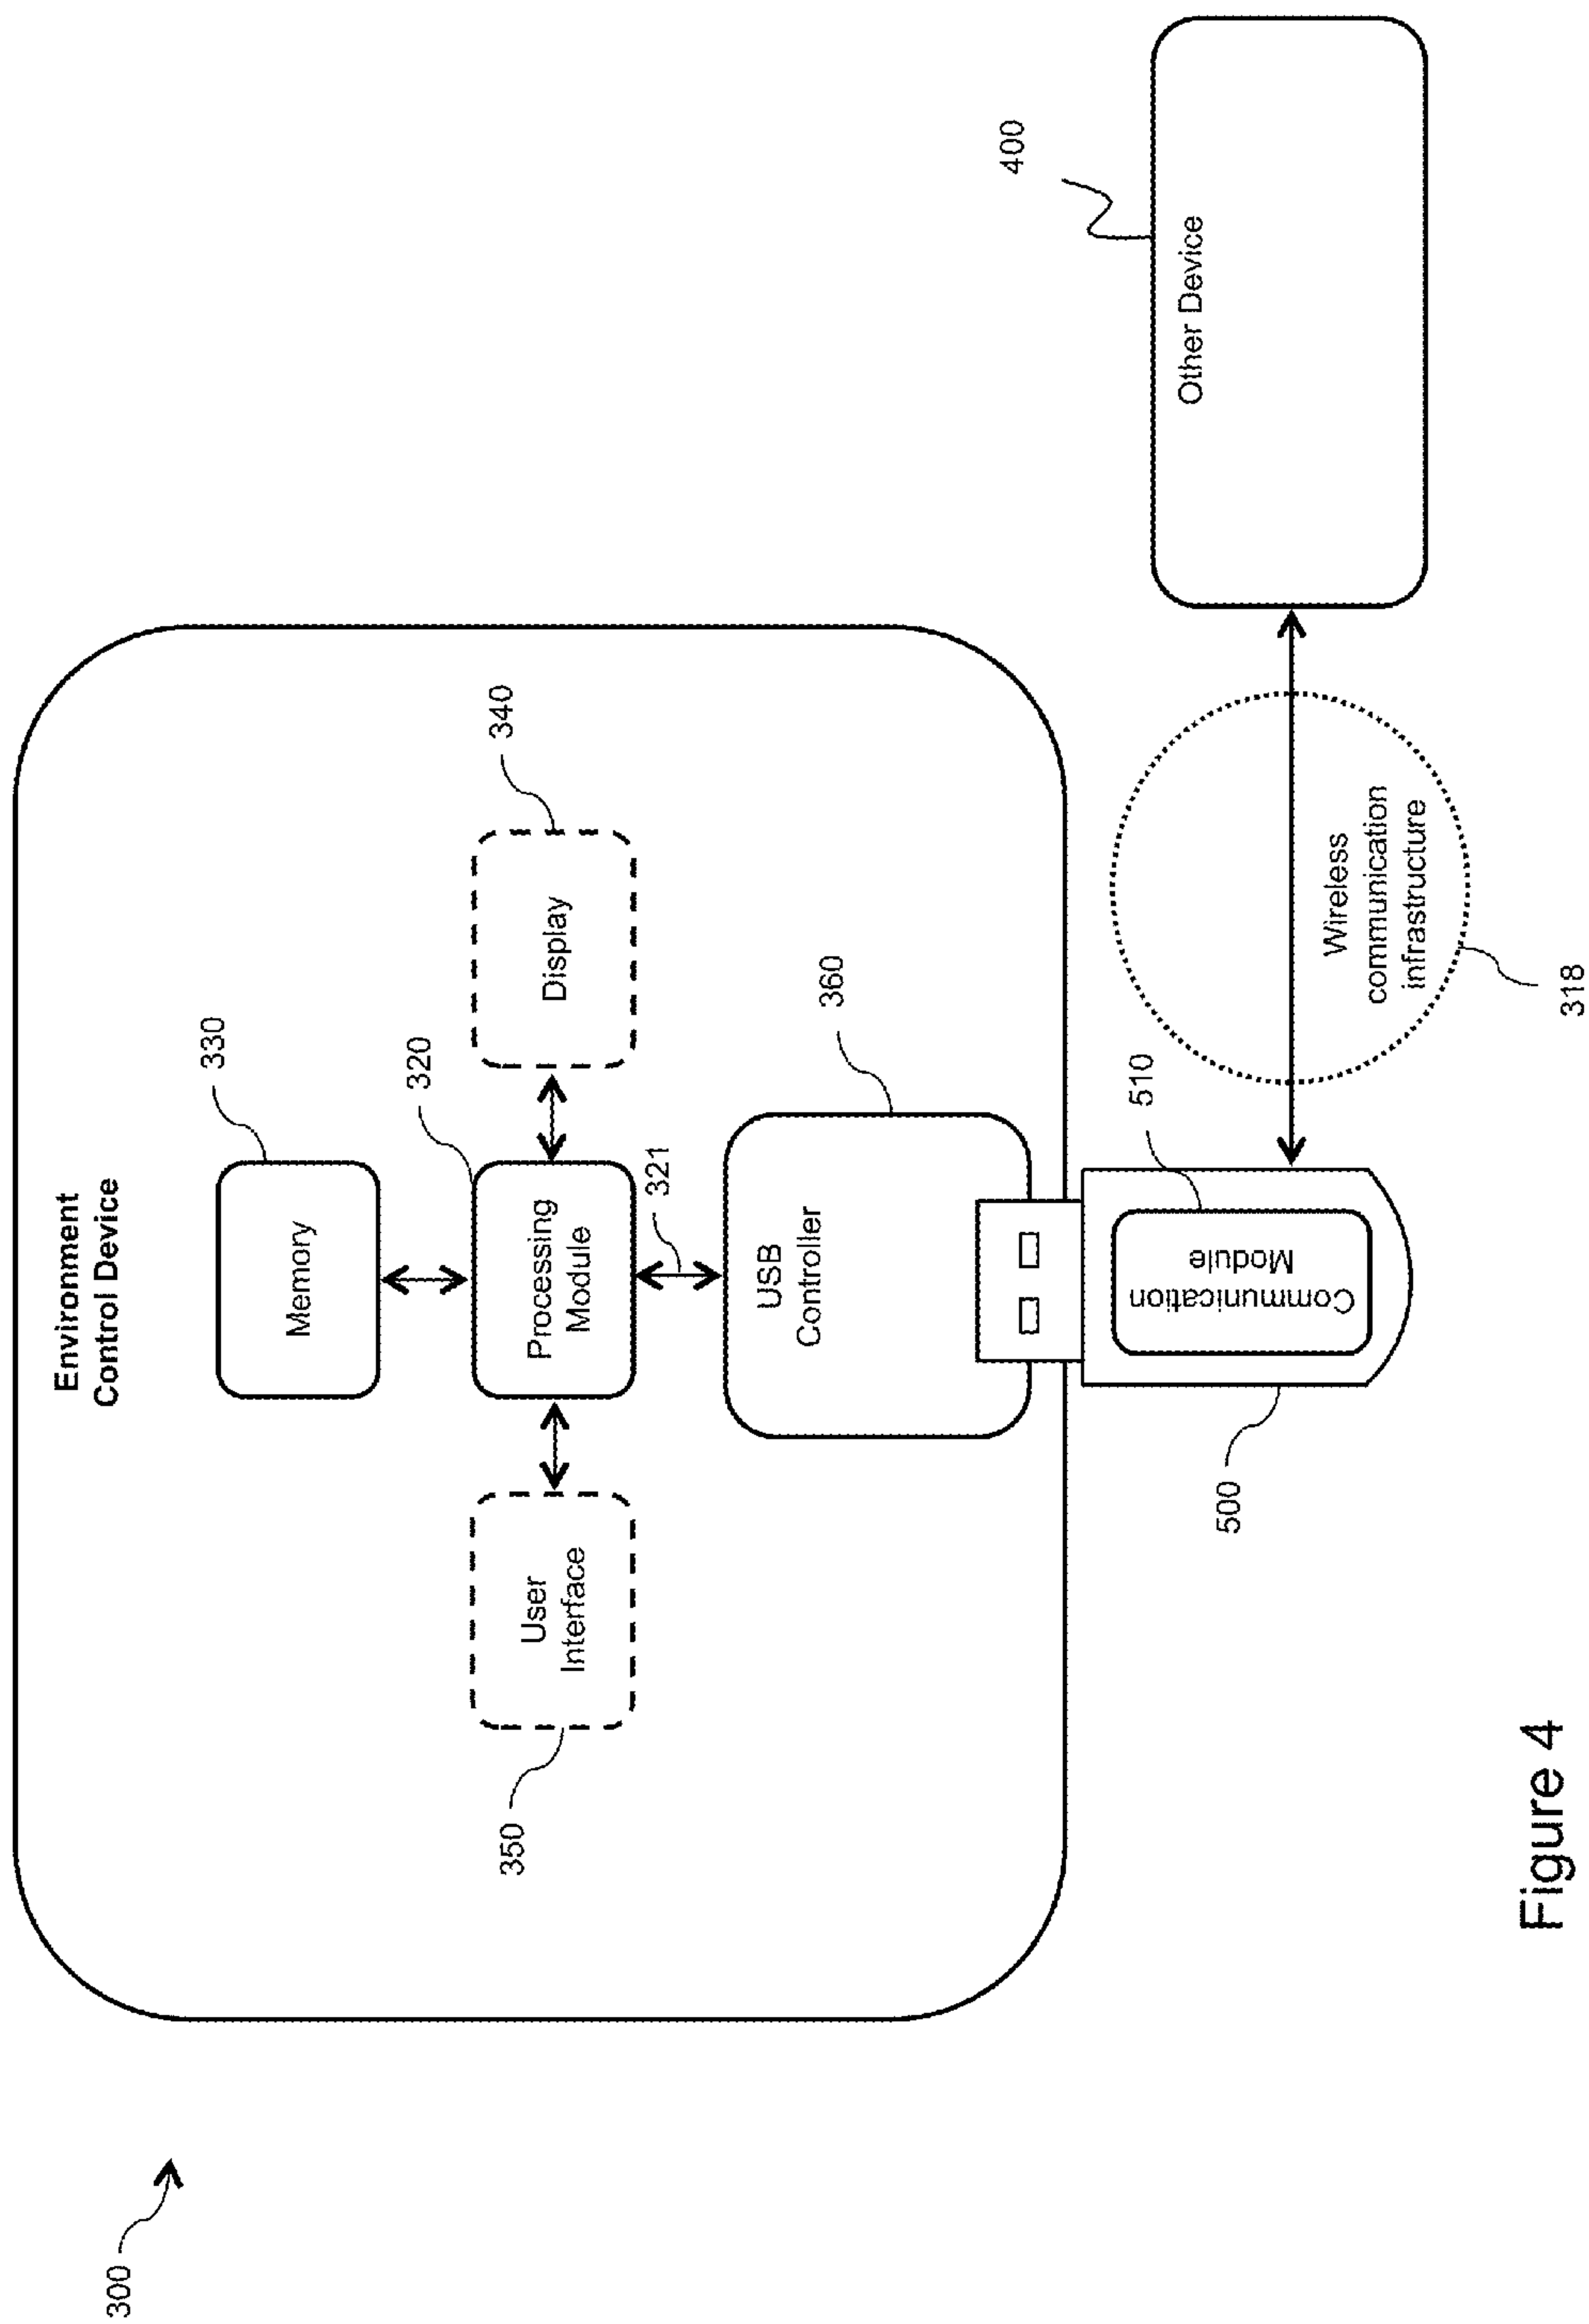 300
Environment
Control Device
330
Memory
320
340
350
User
Interface
Processing
Module
Display
321
360
USB
Controller
400
Other Device
510
500
Communication
Module
Wireless
communication
infrastructure
318
Figure 4